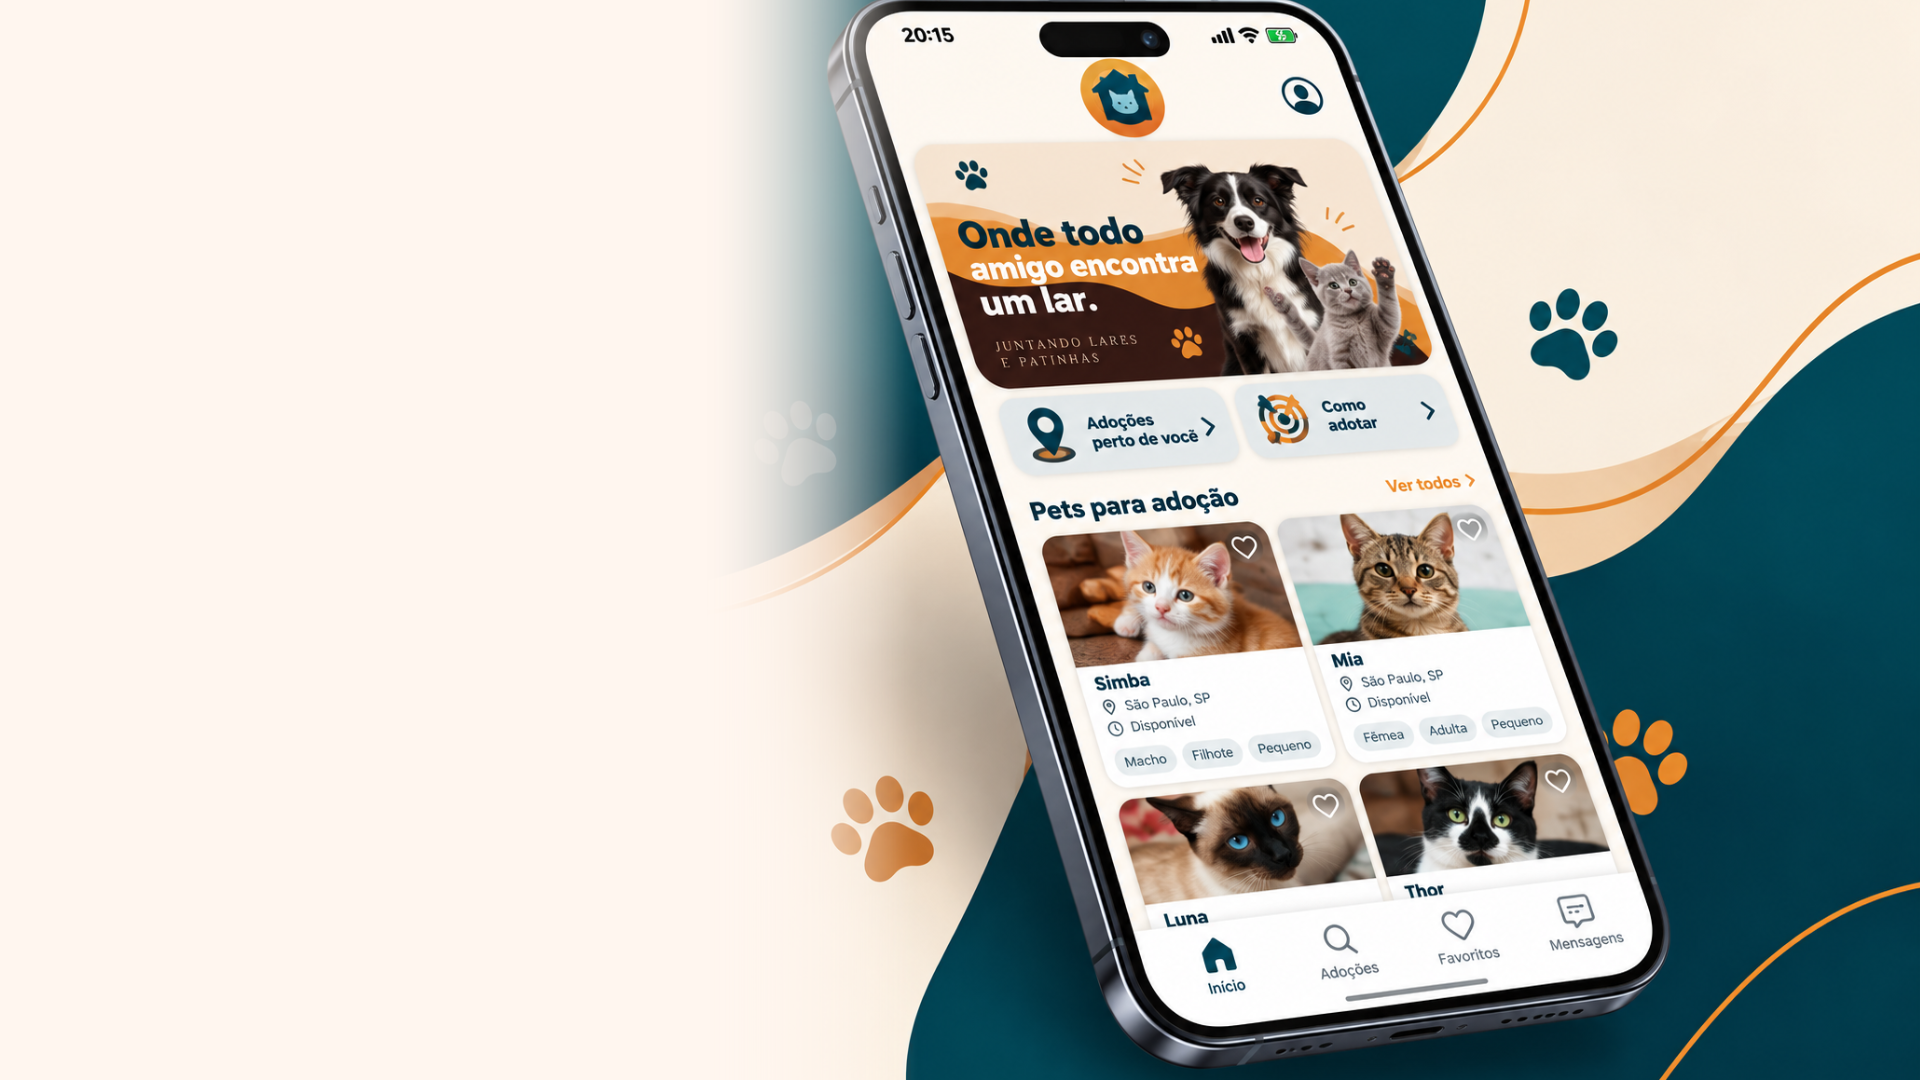 20:15
Onde todo
amigo encontra
um lar.
JUNTANDO LARES
E PATINHAS
Adoções
perto de você
Como
adotar
Pets para adoção
Ver todos
Simba
São Paulo, SP
Disponível
Macho Filhote Pequeno
Mia
São Paulo, SP
Disponível
Fêmea Adulta Pequeno
Luna
Thor
Início
Adoções
Favoritos
Mensagens